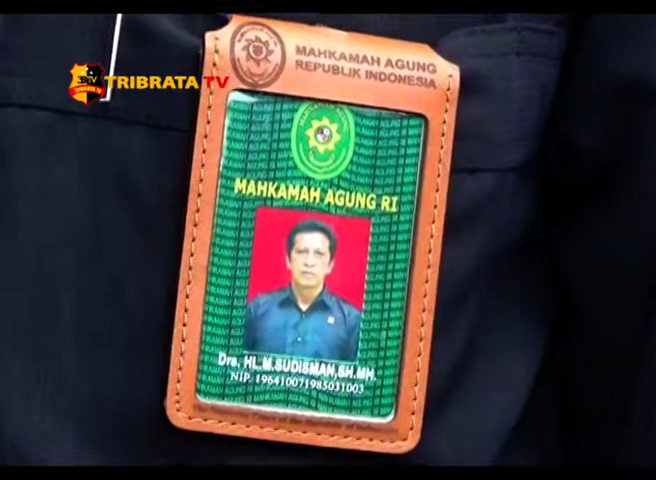 TRIBRATA TV
MAHKAMAH AGUNG
REPUBLIK INDONESIA
MAHKAMAH AGUNG RI
Drs. HL.M.SUDISMAN,SH.MH.
NIP. 196410071985031003